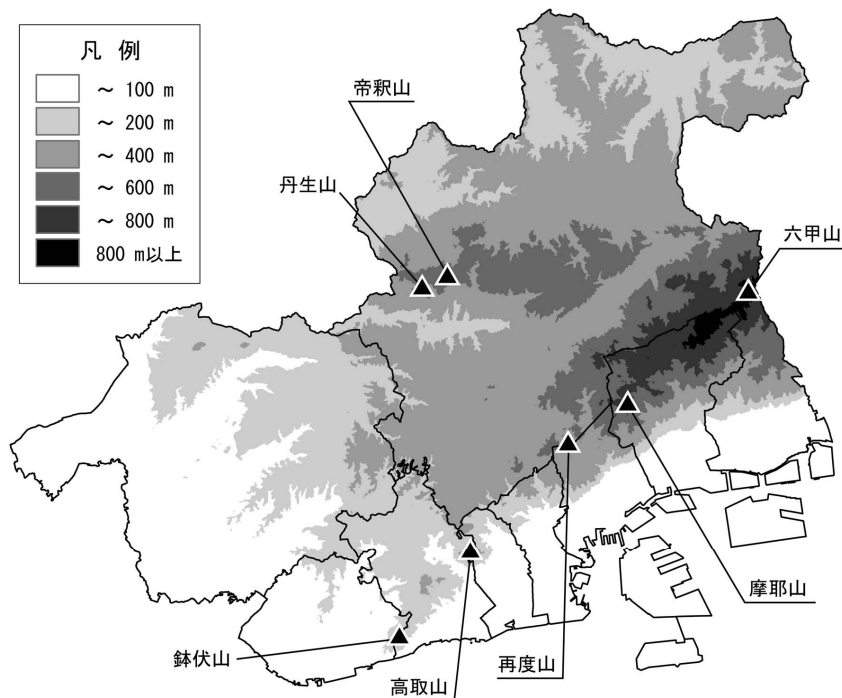 凡 例
～ 100 m
～ 200 m
～ 400 m
～ 600 m
～ 800 m
800 m以上
帝釈山
丹生山
六甲山
摩耶山
再度山
高取山
鉢伏山